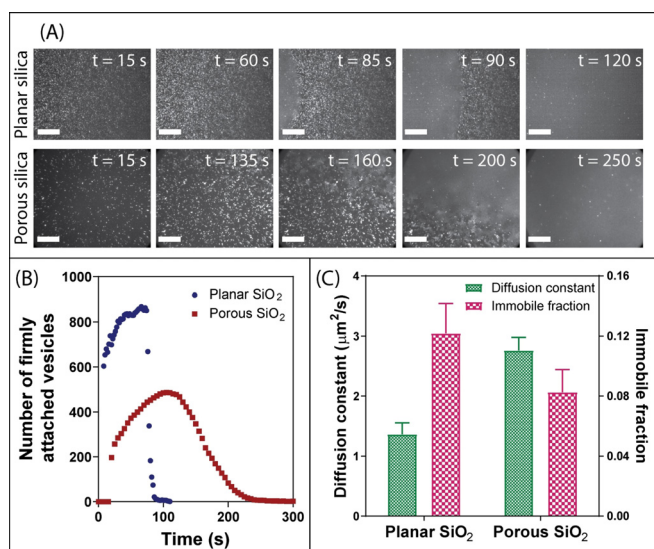 (A)
Planar silica
t = 15 s
t = 60 s
t = 85 s
t = 90 s
t = 120 s
Porous silica
t = 15 s
t = 135 s
t = 160 s
t = 200 s
t = 250 s
(B)
Number of firmly
attached vesicles
1000
800
600
400
200
0
0
100
200
300
Time (s)
Planar SiO₂
Porous SiO₂
(C)
Diffusion constant (μm²/s)
4
3
2
1
0
Diffusion constant
Immobile fraction
0.16
0.12
0.08
0.04
0.00
Immobile
fraction
Planar SiO₂
Porous SiO₂